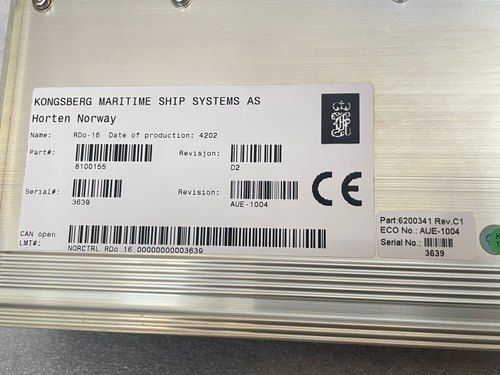 KONGSBERG MARITIME SHIP SYSTEMS AS
Horten Norway
Name: RDo-16 Date of production: 4202
Part#: 8100155 Revisjon: D2
Serial#: 3639 Revision: AUE-1004
CE
CAN open
LMT#: NORCTRL RDo 16 00000000003639
Part:6200341 Rev.C1
ECO No.: AUE-1004
Serial No.:
3639